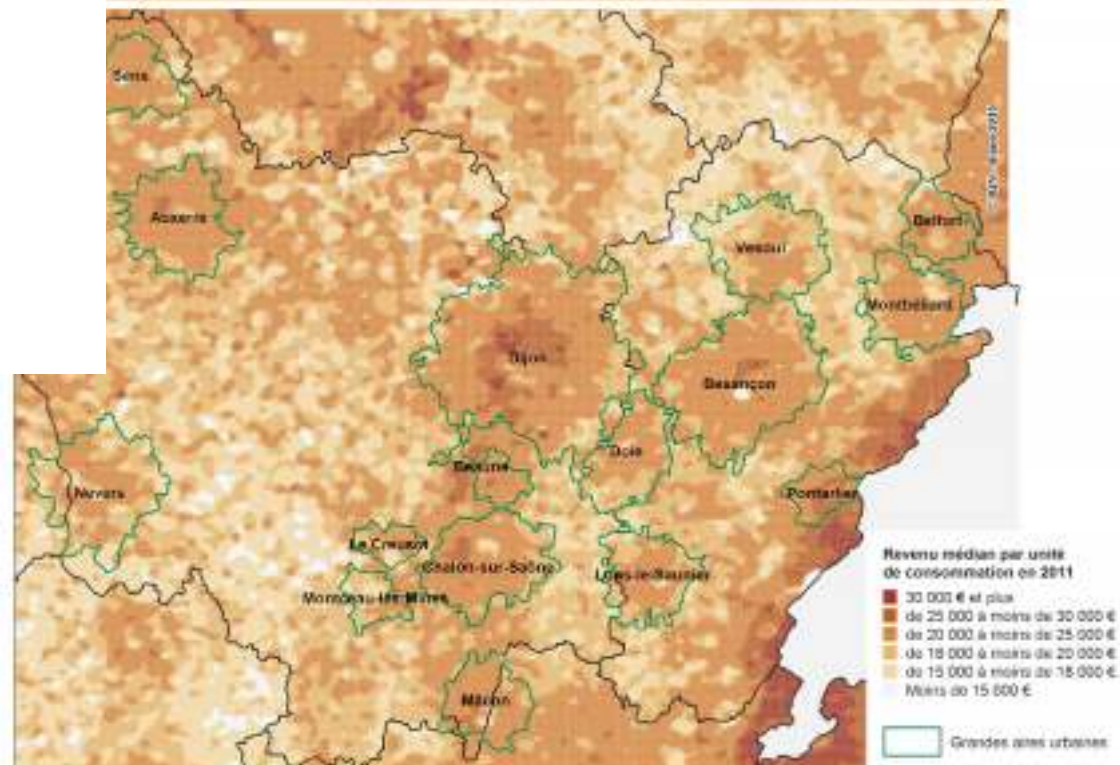 Sens
Auxerre
Belfort
Vesoul
Montbéliard
Dijon
Besançon
Dole
Beaune
Nevers
Pontarlier
Le Creusot
Chalon-sur-Saône
Lons-le-Saunier
Montceau-les-Mines
Mâcon
Revenu médian par unité
de consommation en 2011
30 000 € et plus
de 25 000 à moins de 30 000 €
de 20 000 à moins de 25 000 €
de 18 000 à moins de 20 000 €
de 15 000 à moins de 18 000 €
Moins de 15 000 €
Grandes aires urbaines